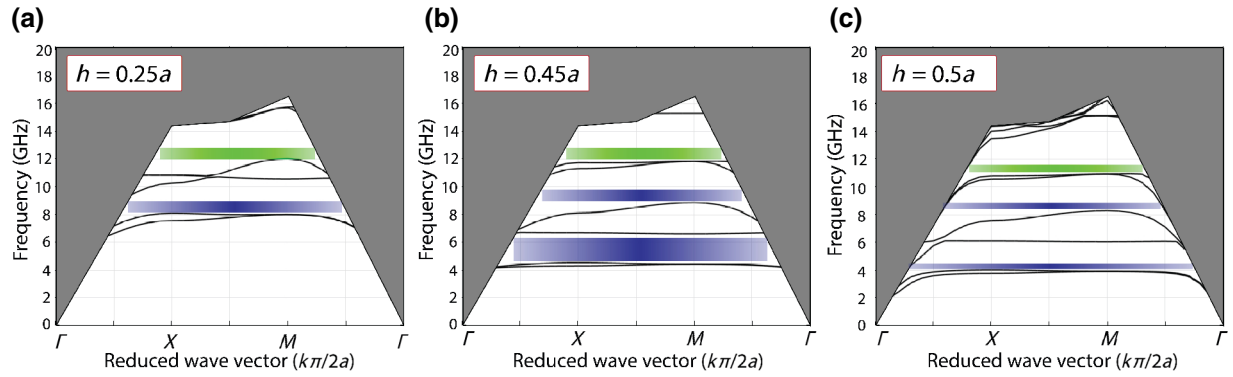 (a)
h = 0.25a
Frequency (GHz)
20
18
16
14
12
10
8
6
4
2
0
Γ X M Γ
Reduced wave vector (kπ/2a)
(b)
h = 0.45a
Frequency (GHz)
20
18
16
14
12
10
8
6
4
2
0
Γ X M Γ
Reduced wave vector (kπ/2a)
(c)
h = 0.5a
Frequency (GHz)
20
18
16
14
12
10
8
6
4
2
0
Γ X M Γ
Reduced wave vector (kπ/2a)